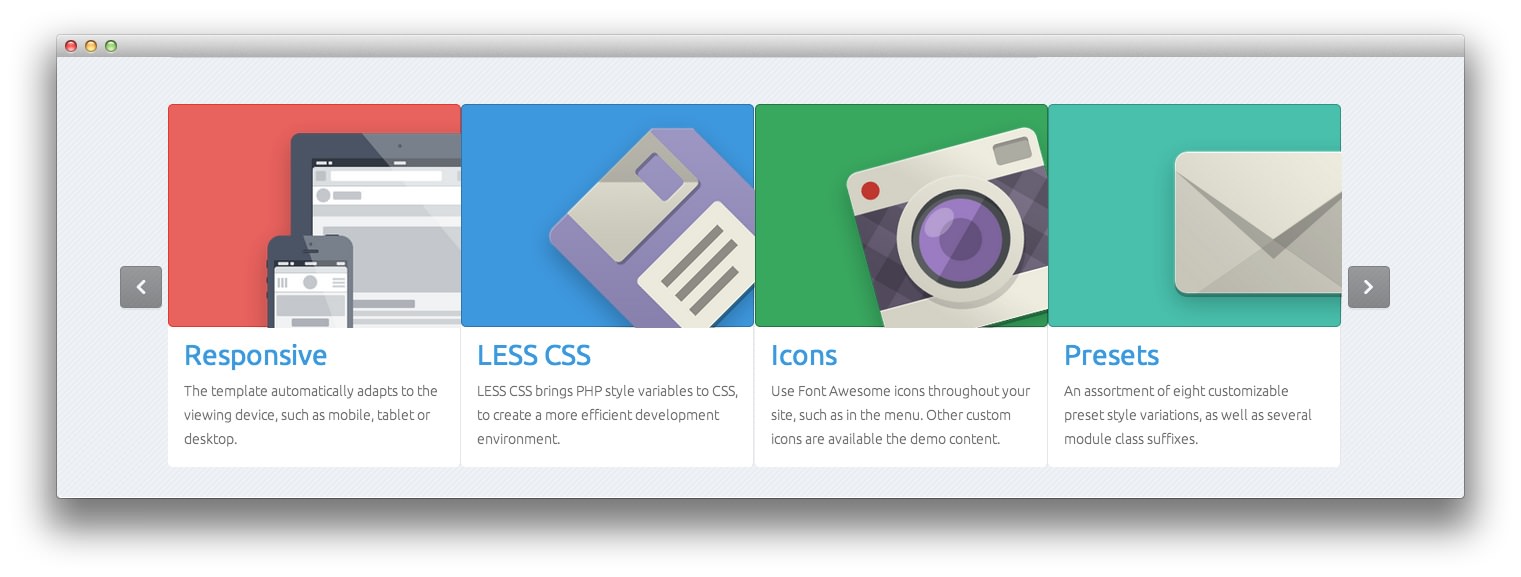 Responsive
The template automatically adapts to the
viewing device, such as mobile, tablet or
desktop.
LESS CSS
LESS CSS brings PHP style variables to CSS,
to create a more efficient development
environment.
Icons
Use Font Awesome icons throughout your
site, such as in the menu. Other custom
icons are available the demo content.
Presets
An assortment of eight customizable
preset style variations, as well as several
module class suffixes.